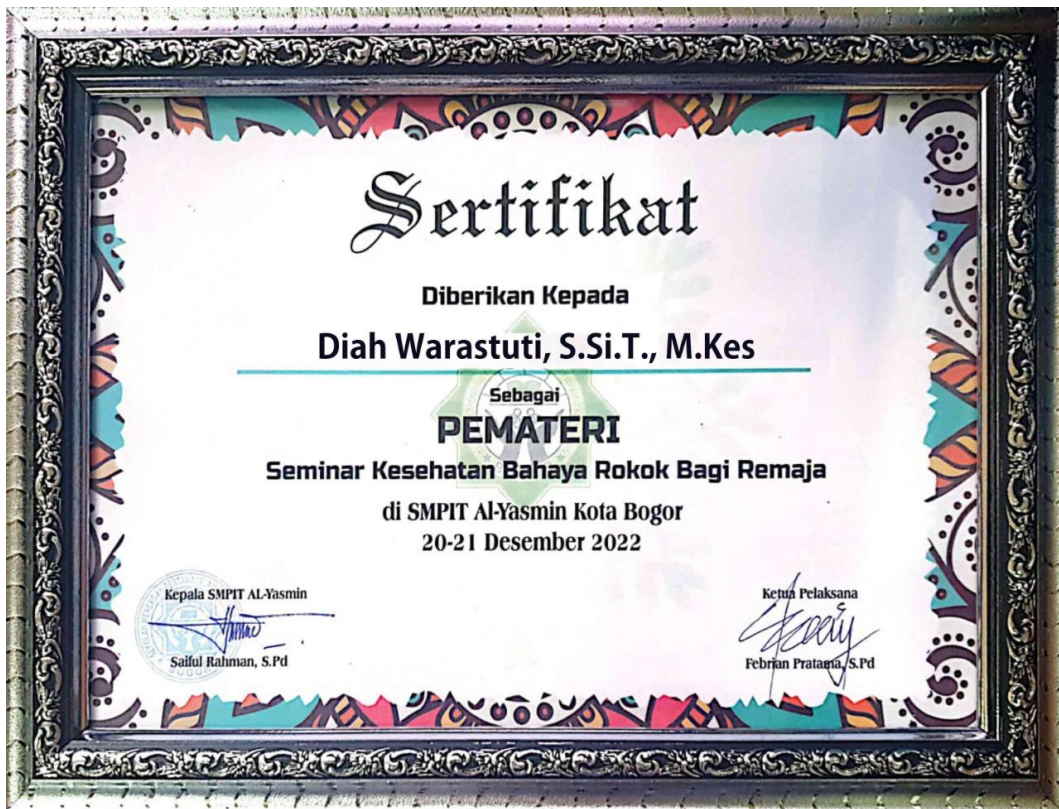 Sertifikat
Diberikan Kepada
Diah Warastuti, S.Si.T., M.Kes
Sebagai
PEMATERI
Seminar Kesehatan Bahaya Rokok Bagi Remaja
di SMPIT Al-Yasmin Kota Bogor
20-21 Desember 2022
Kepala SMPIT AL-Yasmin
Saiful Rahman, S.Pd
Ketua Pelaksana
Febrian Pratama, S.Pd